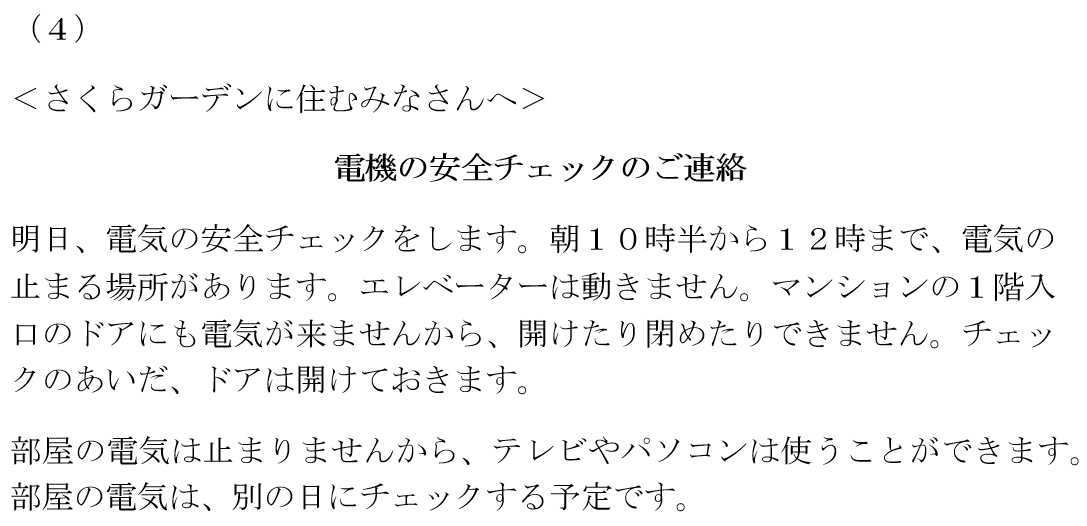 （４）
＜さくらガーデンに住むみなさんへ＞
電機の安全チェックのご連絡
明日、電気の安全チェックをします。朝１０時半から１２時まで、電気の
止まる場所があります。エレベーターは動きません。マンションの１階入
口のドアにも電気が来ませんから、開けたり閉めたりできません。チェッ
クのあいだ、ドアは開けておきます。
部屋の電気は止まりませんから、テレビやパソコンは使うことができます。
部屋の電気は、別の日にチェックする予定です。